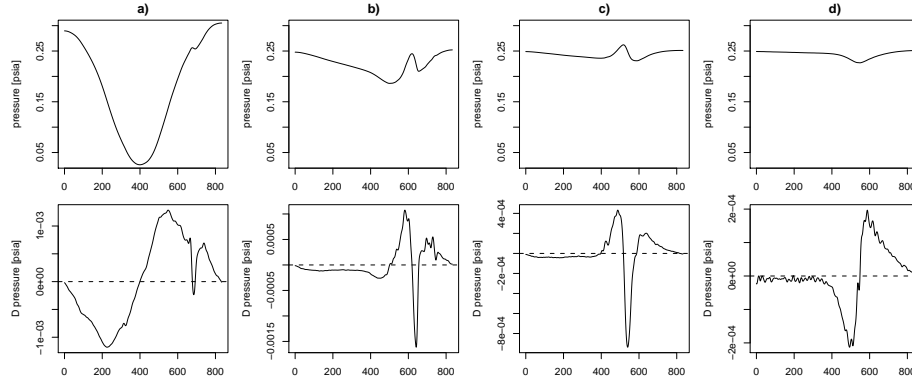 a)
b)
c)
d)
pressure [psia]
0.05 0.15 0.25
0 200 400 600 800
pressure [psia]
0.05 0.15 0.25
0 200 400 600 800
pressure [psia]
0.05 0.15 0.25
0 200 400 600 800
pressure [psia]
0.05 0.15 0.25
0 200 400 600 800
D pressure [psia]
−1e−03 0e+00 1e−03
0 200 400 600 800
D pressure [psia]
−0.0015 −0.0005 0.0005
0 200 400 600 800
D pressure [psia]
−8e−04 −2e−04 4e−04
0 200 400 600 800
D pressure [psia]
−2e−04 0e+00 2e−04
0 200 400 600 800